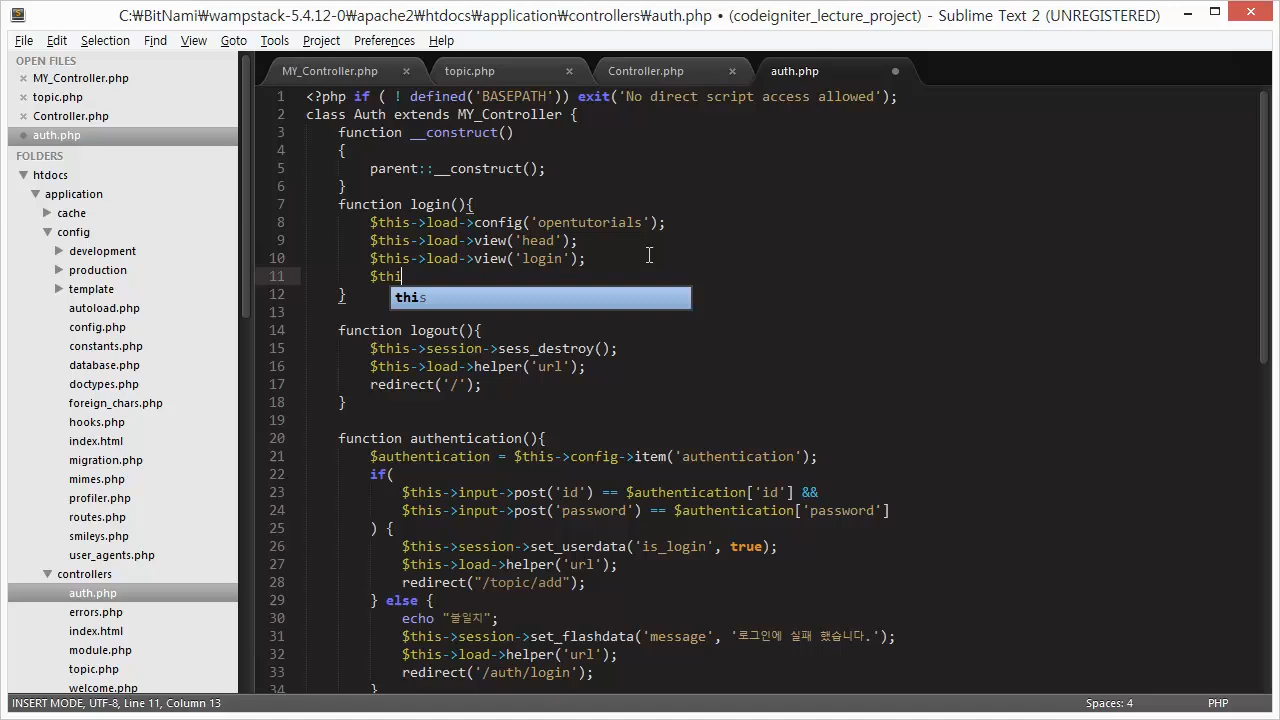 C:₩BitNami₩wampstack-5.4.12-0₩apache2₩htdocs₩application₩controllers₩auth.php • (codeigniter_lecture_project) - Sublime Text 2 (UNREGISTERED)
File Edit Selection Find View Goto Tools Project Preferences Help
OPEN FILES
MY_Controller.php
topic.php
Controller.php
auth.php
FOLDERS
htdocs
application
cache
config
development
production
template
autoload.php
config.php
constants.php
database.php
doctypes.php
foreign_chars.php
hooks.php
index.html
migration.php
mimes.php
profiler.php
routes.php
smileys.php
user_agents.php
controllers
auth.php
errors.php
index.html
module.php
topic.php
welcome.php
MY_Controller.php topic.php Controller.php auth.php
1 <?php if ( ! defined('BASEPATH')) exit('No direct script access allowed');
2 class Auth extends MY_Controller {
3 function __construct()
4 {
5 parent::__construct();
6 }
7 function login(){
8 $this->load->config('opentutorials');
9 $this->load->view('head');
10 $this->load->view('login');
11 $thi
this
12 }
13
14 function logout(){
15 $this->session->sess_destroy();
16 $this->load->helper('url');
17 redirect('/');
18 }
19
20 function authentication(){
21 $authentication = $this->config->item('authentication');
22 if(
23 $this->input->post('id') == $authentication['id'] &&
24 $this->input->post('password') == $authentication['password']
25 ) {
26 $this->session->set_userdata('is_login', true);
27 $this->load->helper('url');
28 redirect("/topic/add");
29 } else {
30 echo "불일치";
31 $this->session->set_flashdata('message', '로그인에 실패 했습니다.');
32 $this->load->helper('url');
33 redirect('/auth/login');
34 }
INSERT MODE, UTF-8, Line 11, Column 13 Spaces: 4 PHP